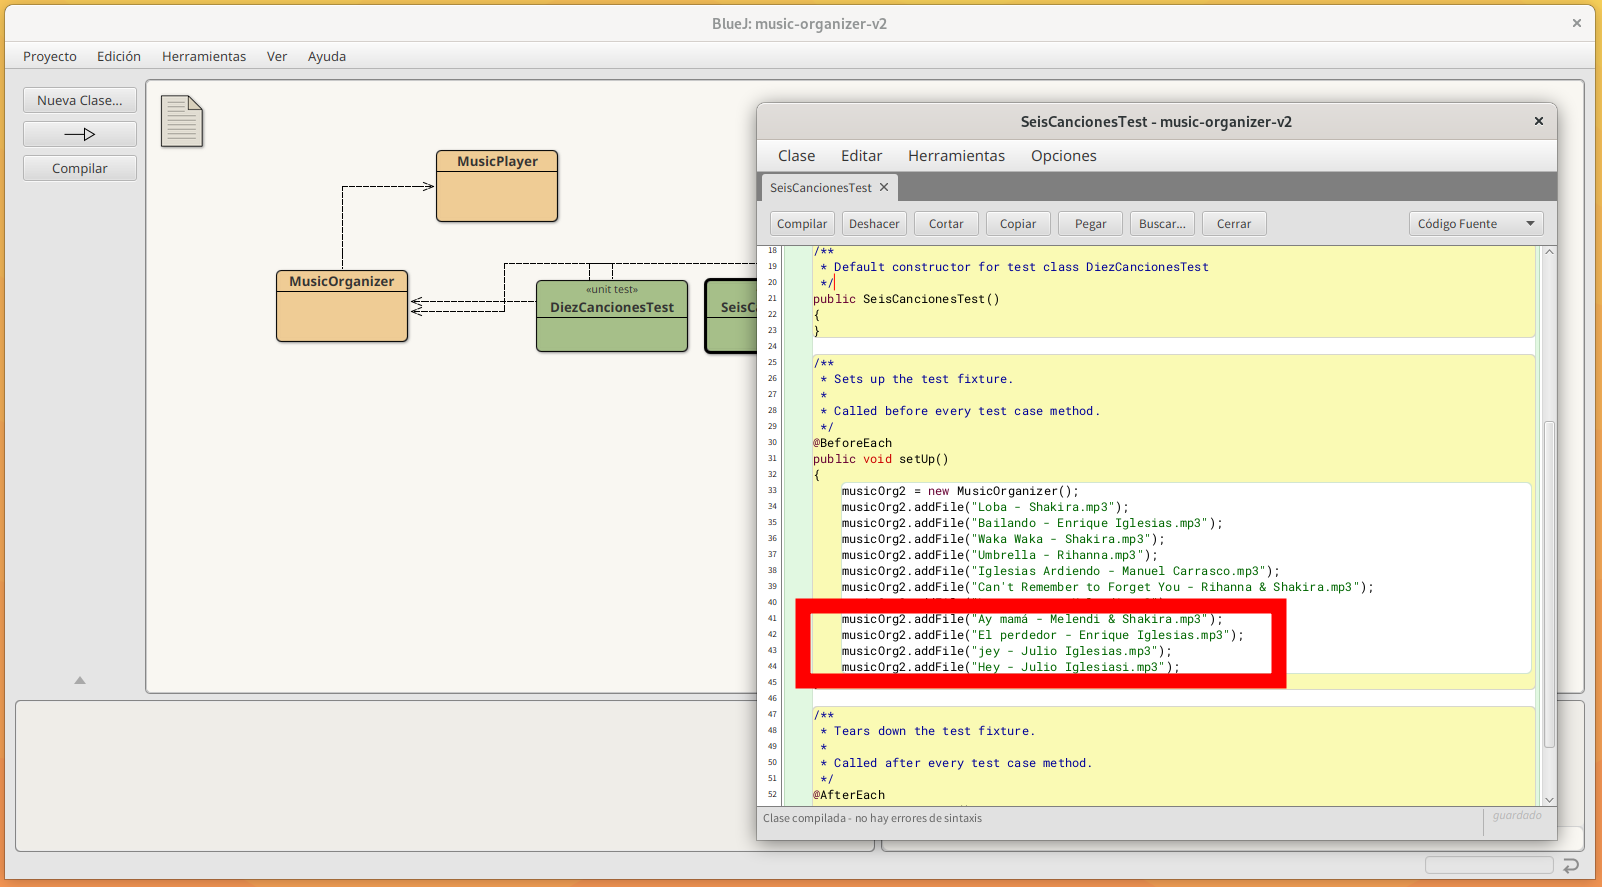 BlueJ: music-organizer-v2
Proyecto Edición Herramientas Ver Ayuda
Nueva Clase...
Compilar
MusicPlayer
MusicOrganizer
«unit test»
DiezCancionesTest
SeisC
SeisCancionesTest - music-organizer-v2
Clase Editar Herramientas Opciones
SeisCancionesTest
Compilar Deshacer Cortar Copiar Pegar Buscar... Cerrar Código Fuente
18 /**
19 * Default constructor for test class DiezCancionesTest
20 */
21 public SeisCancionesTest()
22 {
23 }
24
25 /**
26 * Sets up the test fixture.
27 *
28 * Called before every test case method.
29 */
30 @BeforeEach
31 public void setUp()
32 {
33 musicOrg2 = new MusicOrganizer();
34 musicOrg2.addFile("Loba - Shakira.mp3");
35 musicOrg2.addFile("Bailando - Enrique Iglesias.mp3");
36 musicOrg2.addFile("Waka Waka - Shakira.mp3");
37 musicOrg2.addFile("Umbrella - Rihanna.mp3");
38 musicOrg2.addFile("Iglesias Ardiendo - Manuel Carrasco.mp3");
39 musicOrg2.addFile("Can't Remember to Forget You - Rihanna & Shakira.mp3");
40
41 musicOrg2.addFile("Ay mamá - Melendi & Shakira.mp3");
42 musicOrg2.addFile("El perdedor - Enrique Iglesias.mp3");
43 musicOrg2.addFile("jey - Julio Iglesias.mp3");
44 musicOrg2.addFile("Hey - Julio Iglesiasi.mp3");
45
46
47 /**
48 * Tears down the test fixture.
49 *
50 * Called after every test case method.
51 */
52 @AfterEach
Clase compilada - no hay errores de sintaxis
guardado